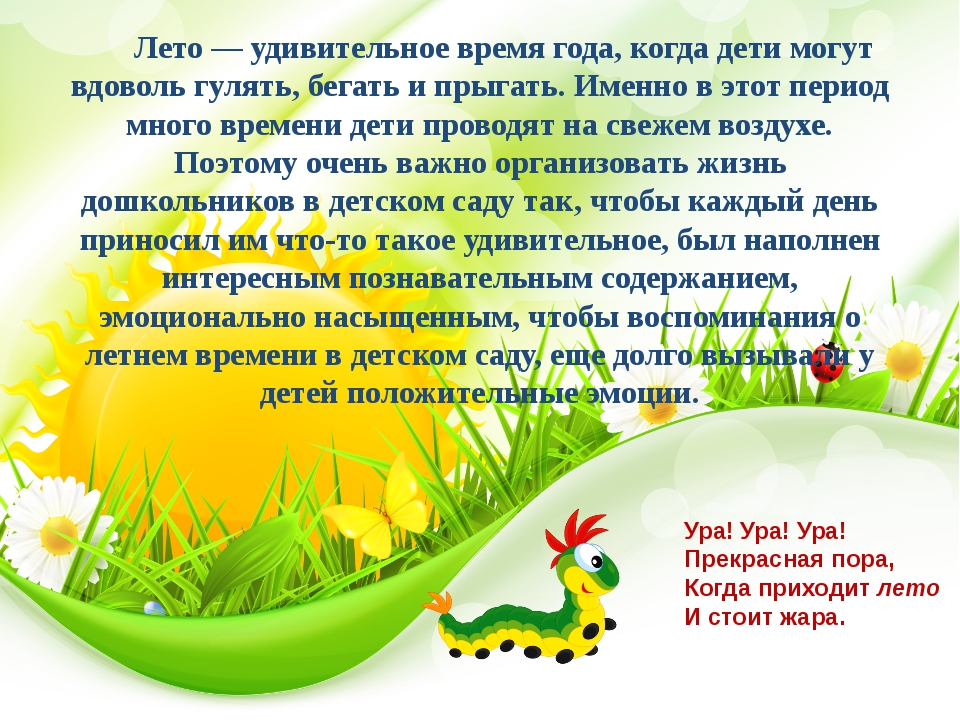 Лето — удивительное время года, когда дети могут
вдоволь гулять, бегать и прыгать. Именно в этот период
много времени дети проводят на свежем воздухе.
Поэтому очень важно организовать жизнь
дошкольников в детском саду так, чтобы каждый день
приносил им что-то такое удивительное, был наполнен
интересным познавательным содержанием,
эмоционально насыщенным, чтобы воспоминания о
летнем времени в детском саду, еще долго вызывали у
детей положительные эмоции.
Ура! Ура! Ура!
Прекрасная пора,
Когда приходит лето
И стоит жара.